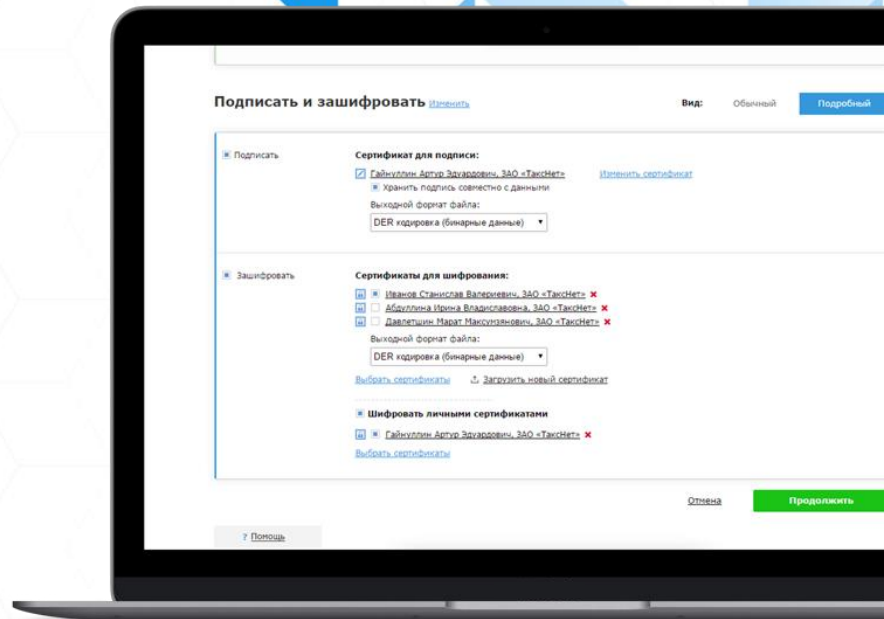 Подписать и зашифровать Изменить Вид: Обычный Подробный
Подписать Сертификат для подписи:
Гайнуллин Артур Эдуардович, ЗАО «ТаксНет» Изменить сертификат
Хранить подпись совместно с данными
Выходной формат файла:
DER кодировка (бинарные данные)
Зашифровать Сертификаты для шифрования:
Иванов Станислав Валериевич, ЗАО «ТаксНет»
Абдуллина Ирина Владиславовна, ЗАО «ТаксНет»
Давлетшин Марат Максумзянович, ЗАО «ТаксНет»
Выходной формат файла:
DER кодировка (бинарные данные)
Выбрать сертификаты Загрузить новый сертификат
Шифровать личными сертификатами
Гайнуллин Артур Эдуардович, ЗАО «ТаксНет»
Выбрать сертификаты
Отмена Продолжить
? Помощь